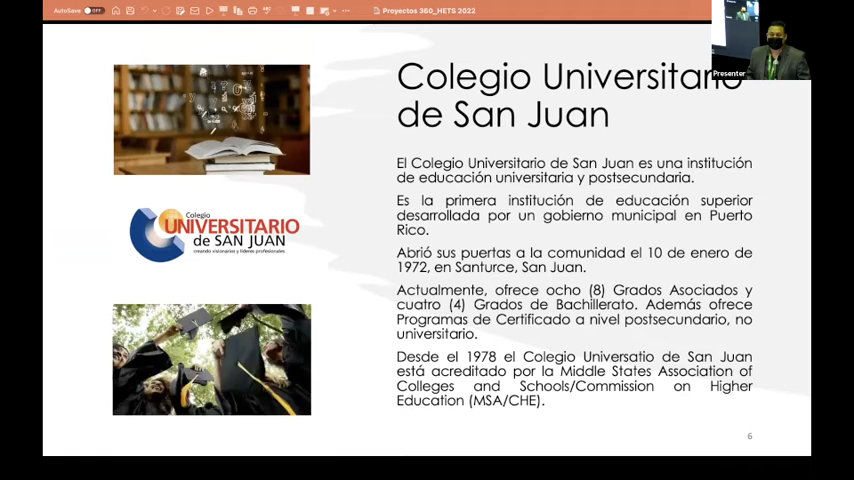 AutoSave OFF
Proyectos 360_HETS 2022
Presenter
Colegio Universitario
de San Juan
Colegio
UNIVERSITARIO
de SAN JUAN
creando visionarios y líderes profesionales
El Colegio Universitario de San Juan es una institución
de educación universitaria y postsecundaria.
Es la primera institución de educación superior
desarrollada por un gobierno municipal en Puerto
Rico.
Abrió sus puertas a la comunidad el 10 de enero de
1972, en Santurce, San Juan.
Actualmente, ofrece ocho (8) Grados Asociados y
cuatro (4) Grados de Bachillerato. Además ofrece
Programas de Certificado a nivel postsecundario, no
universitario.
Desde el 1978 el Colegio Universatio de San Juan
está acreditado por la Middle States Association of
Colleges and Schools/Commission on Higher
Education (MSA/CHE).
6